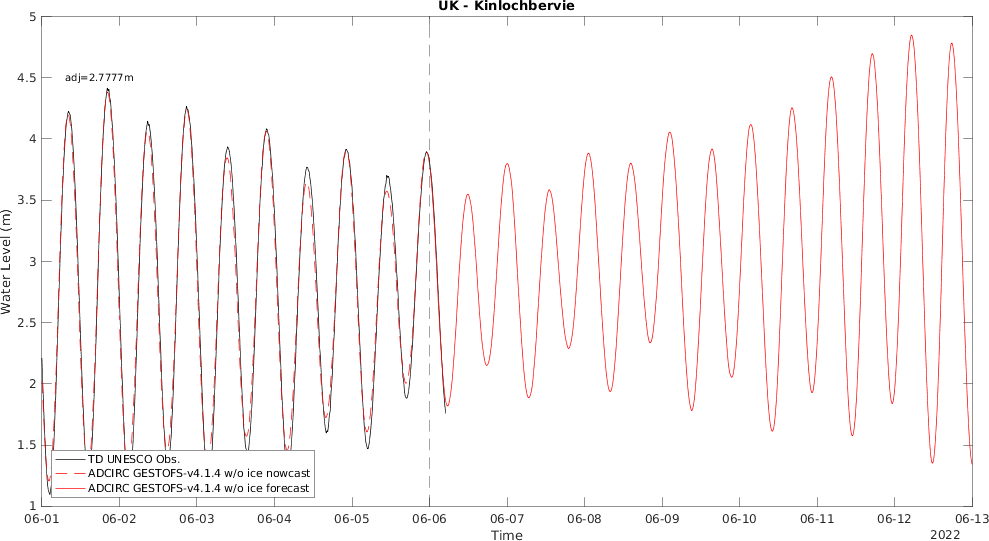 UK - Kinlochbervie
adj=2.7777m
5
4.5
4
3.5
3
2.5
2
1.5
1
Water Level (m)
TD UNESCO Obs.
ADCIRC GESTOFS-v4.1.4 w/o ice nowcast
ADCIRC GESTOFS-v4.1.4 w/o ice forecast
06-01 06-02 06-03 06-04 06-05 06-06 06-07 06-08 06-09 06-10 06-11 06-12 06-13
Time
2022